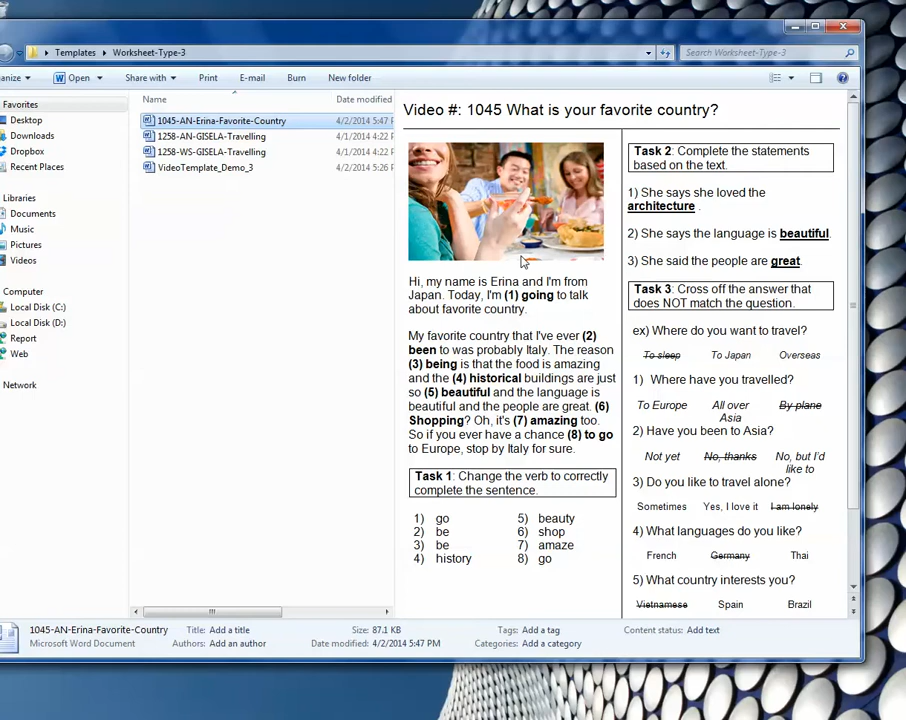 Templates ▸ Worksheet-Type-3
Search Worksheet-Type-3
anize
Open
Share with
Print
E-mail
Burn
New folder
Favorites
Desktop
Downloads
Dropbox
Recent Places
Libraries
Documents
Music
Pictures
Videos
Computer
Local Disk (C:)
Local Disk (D:)
Report
Web
Network
Name
Date modified
1045-AN-Erina-Favorite-Country 4/2/2014 5:47 P
1258-AN-GISELA-Travelling 4/1/2014 4:22 P
1258-WS-GISELA-Travelling 4/1/2014 4:22 P
VideoTemplate_Demo_3 4/2/2014 5:26 P
Video #: 1045 What is your favorite country?
Hi, my name is Erina and I'm from
Japan. Today, I'm (1) going to talk
about favorite country.
My favorite country that I've ever (2)
been to was probably Italy. The reason
(3) being is that the food is amazing
and the (4) historical buildings are just
so (5) beautiful and the language is
beautiful and the people are great. (6)
Shopping? Oh, it's (7) amazing too.
So if you ever have a chance (8) to go
to Europe, stop by Italy for sure.
Task 1: Change the verb to correctly
complete the sentence.
1) go 5) beauty
2) be 6) shop
3) be 7) amaze
4) history 8) go
Task 2: Complete the statements
based on the text.
1) She says she loved the
architecture .
2) She says the language is beautiful.
3) She said the people are great.
Task 3: Cross off the answer that
does NOT match the question.
ex) Where do you want to travel?
To sleep To Japan Overseas
1) Where have you travelled?
To Europe All over By plane
Asia
2) Have you been to Asia?
Not yet No, thanks No, but I'd
like to
3) Do you like to travel alone?
Sometimes Yes, I love it I am lonely
4) What languages do you like?
French Germany Thai
5) What country interests you?
Vietnamese Spain Brazil
1045-AN-Erina-Favorite-Country Title: Add a title Size: 87.1 KB Tags: Add a tag Content status: Add text
Microsoft Word Document Authors: Add an author Date modified: 4/2/2014 5:47 PM Categories: Add a category